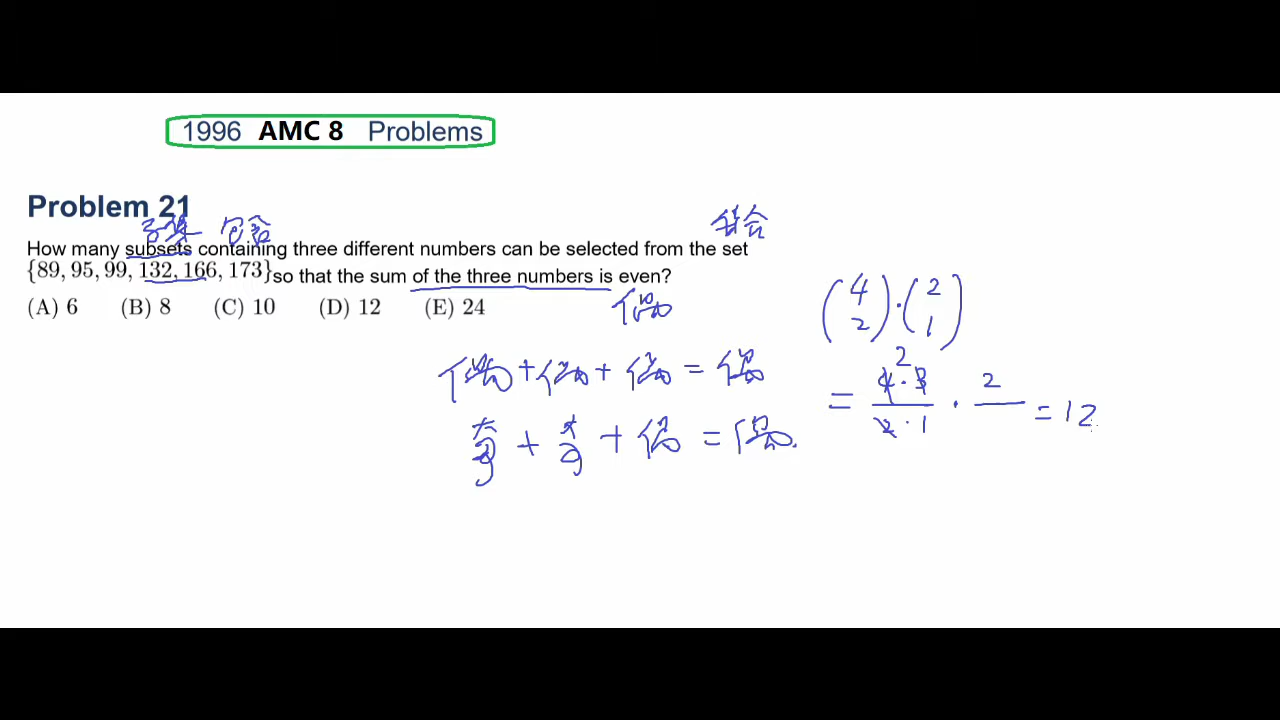 1996 AMC 8 Problems
Problem 21
子集 包含 符合
How many subsets containing three different numbers can be selected from the set
{89, 95, 99, 132, 166, 173} so that the sum of the three numbers is even?
偶
(A) 6 (B) 8 (C) 10 (D) 12 (E) 24
偶 + 偶 + 偶 = 偶
奇 + 奇 + 偶 = 偶.
(4 2) · (2 1)
2
= 4 · 3 / 2 · 1 · 2 = 12